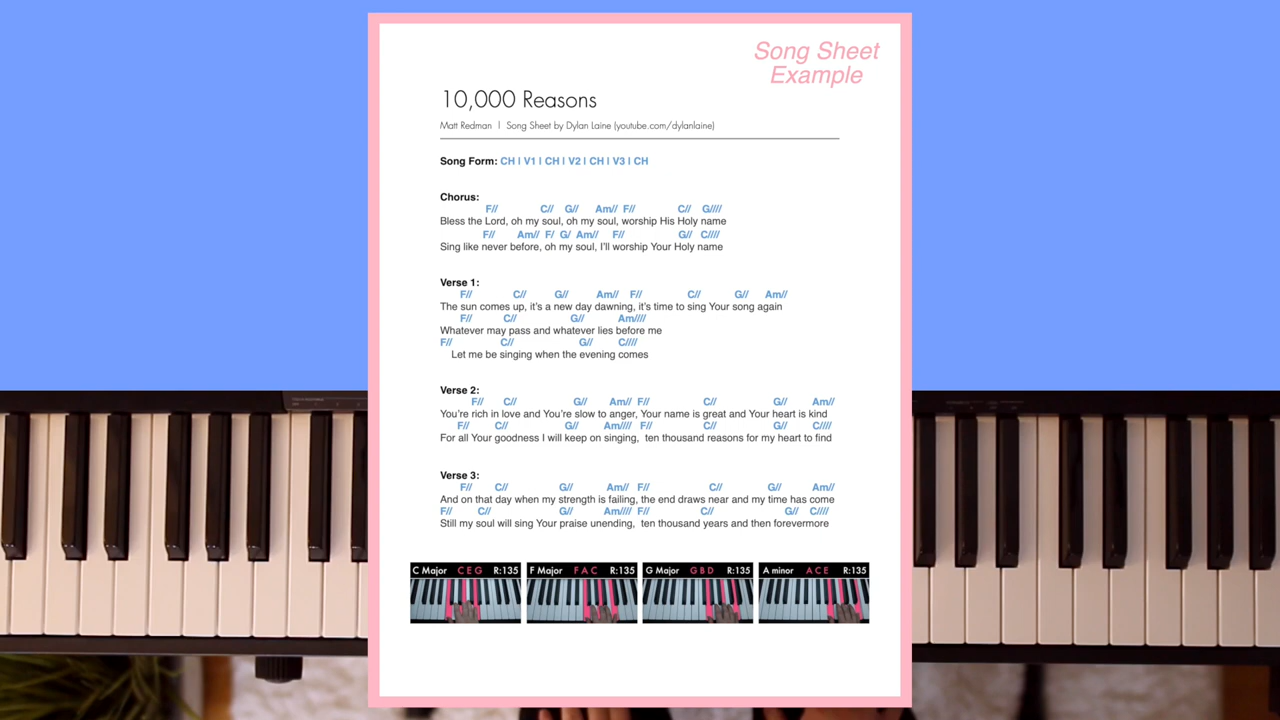 Song Sheet
Example
10,000 Reasons
Matt Redman | Song Sheet by Dylan Laine (youtube.com/dylanlaine)
Song Form: CH | V1 | CH | V2 | CH | V3 | CH
Chorus:
F// C// G// Am// F// C// G////
Bless the Lord, oh my soul, oh my soul, worship His Holy name
F// Am// F/ G/ Am// F// G// C////
Sing like never before, oh my soul, I'll worship Your Holy name
Verse 1:
F// C// G// Am// F// C// G// Am//
The sun comes up, it's a new day dawning, it's time to sing Your song again
F// C// G// Am////
Whatever may pass and whatever lies before me
F// C// G// C////
Let me be singing when the evening comes
Verse 2:
F// C// G// Am// F// C// G// Am//
You're rich in love and You're slow to anger, Your name is great and Your heart is kind
F// C// G// Am//// F// C// G// C////
For all Your goodness I will keep on singing, ten thousand reasons for my heart to find
Verse 3:
F// C// G// Am// F// C// G// Am//
And on that day when my strength is failing, the end draws near and my time has come
F// C// G// Am//// F// C// G// C////
Still my soul will sing Your praise unending, ten thousand years and then forevermore
C Major C E G R:135 F Major F A C R:135 G Major G B D R:135 A minor A C E R:135